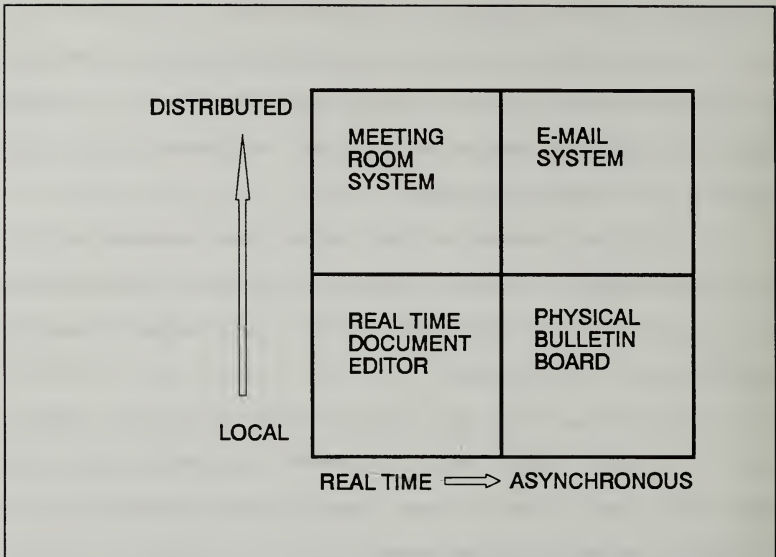 DISTRIBUTED
MEETING
ROOM
SYSTEM
E-MAIL
SYSTEM
REAL TIME
DOCUMENT
EDITOR
PHYSICAL
BULLETIN
BOARD
LOCAL
REAL TIME ⇨ ASYNCHRONOUS